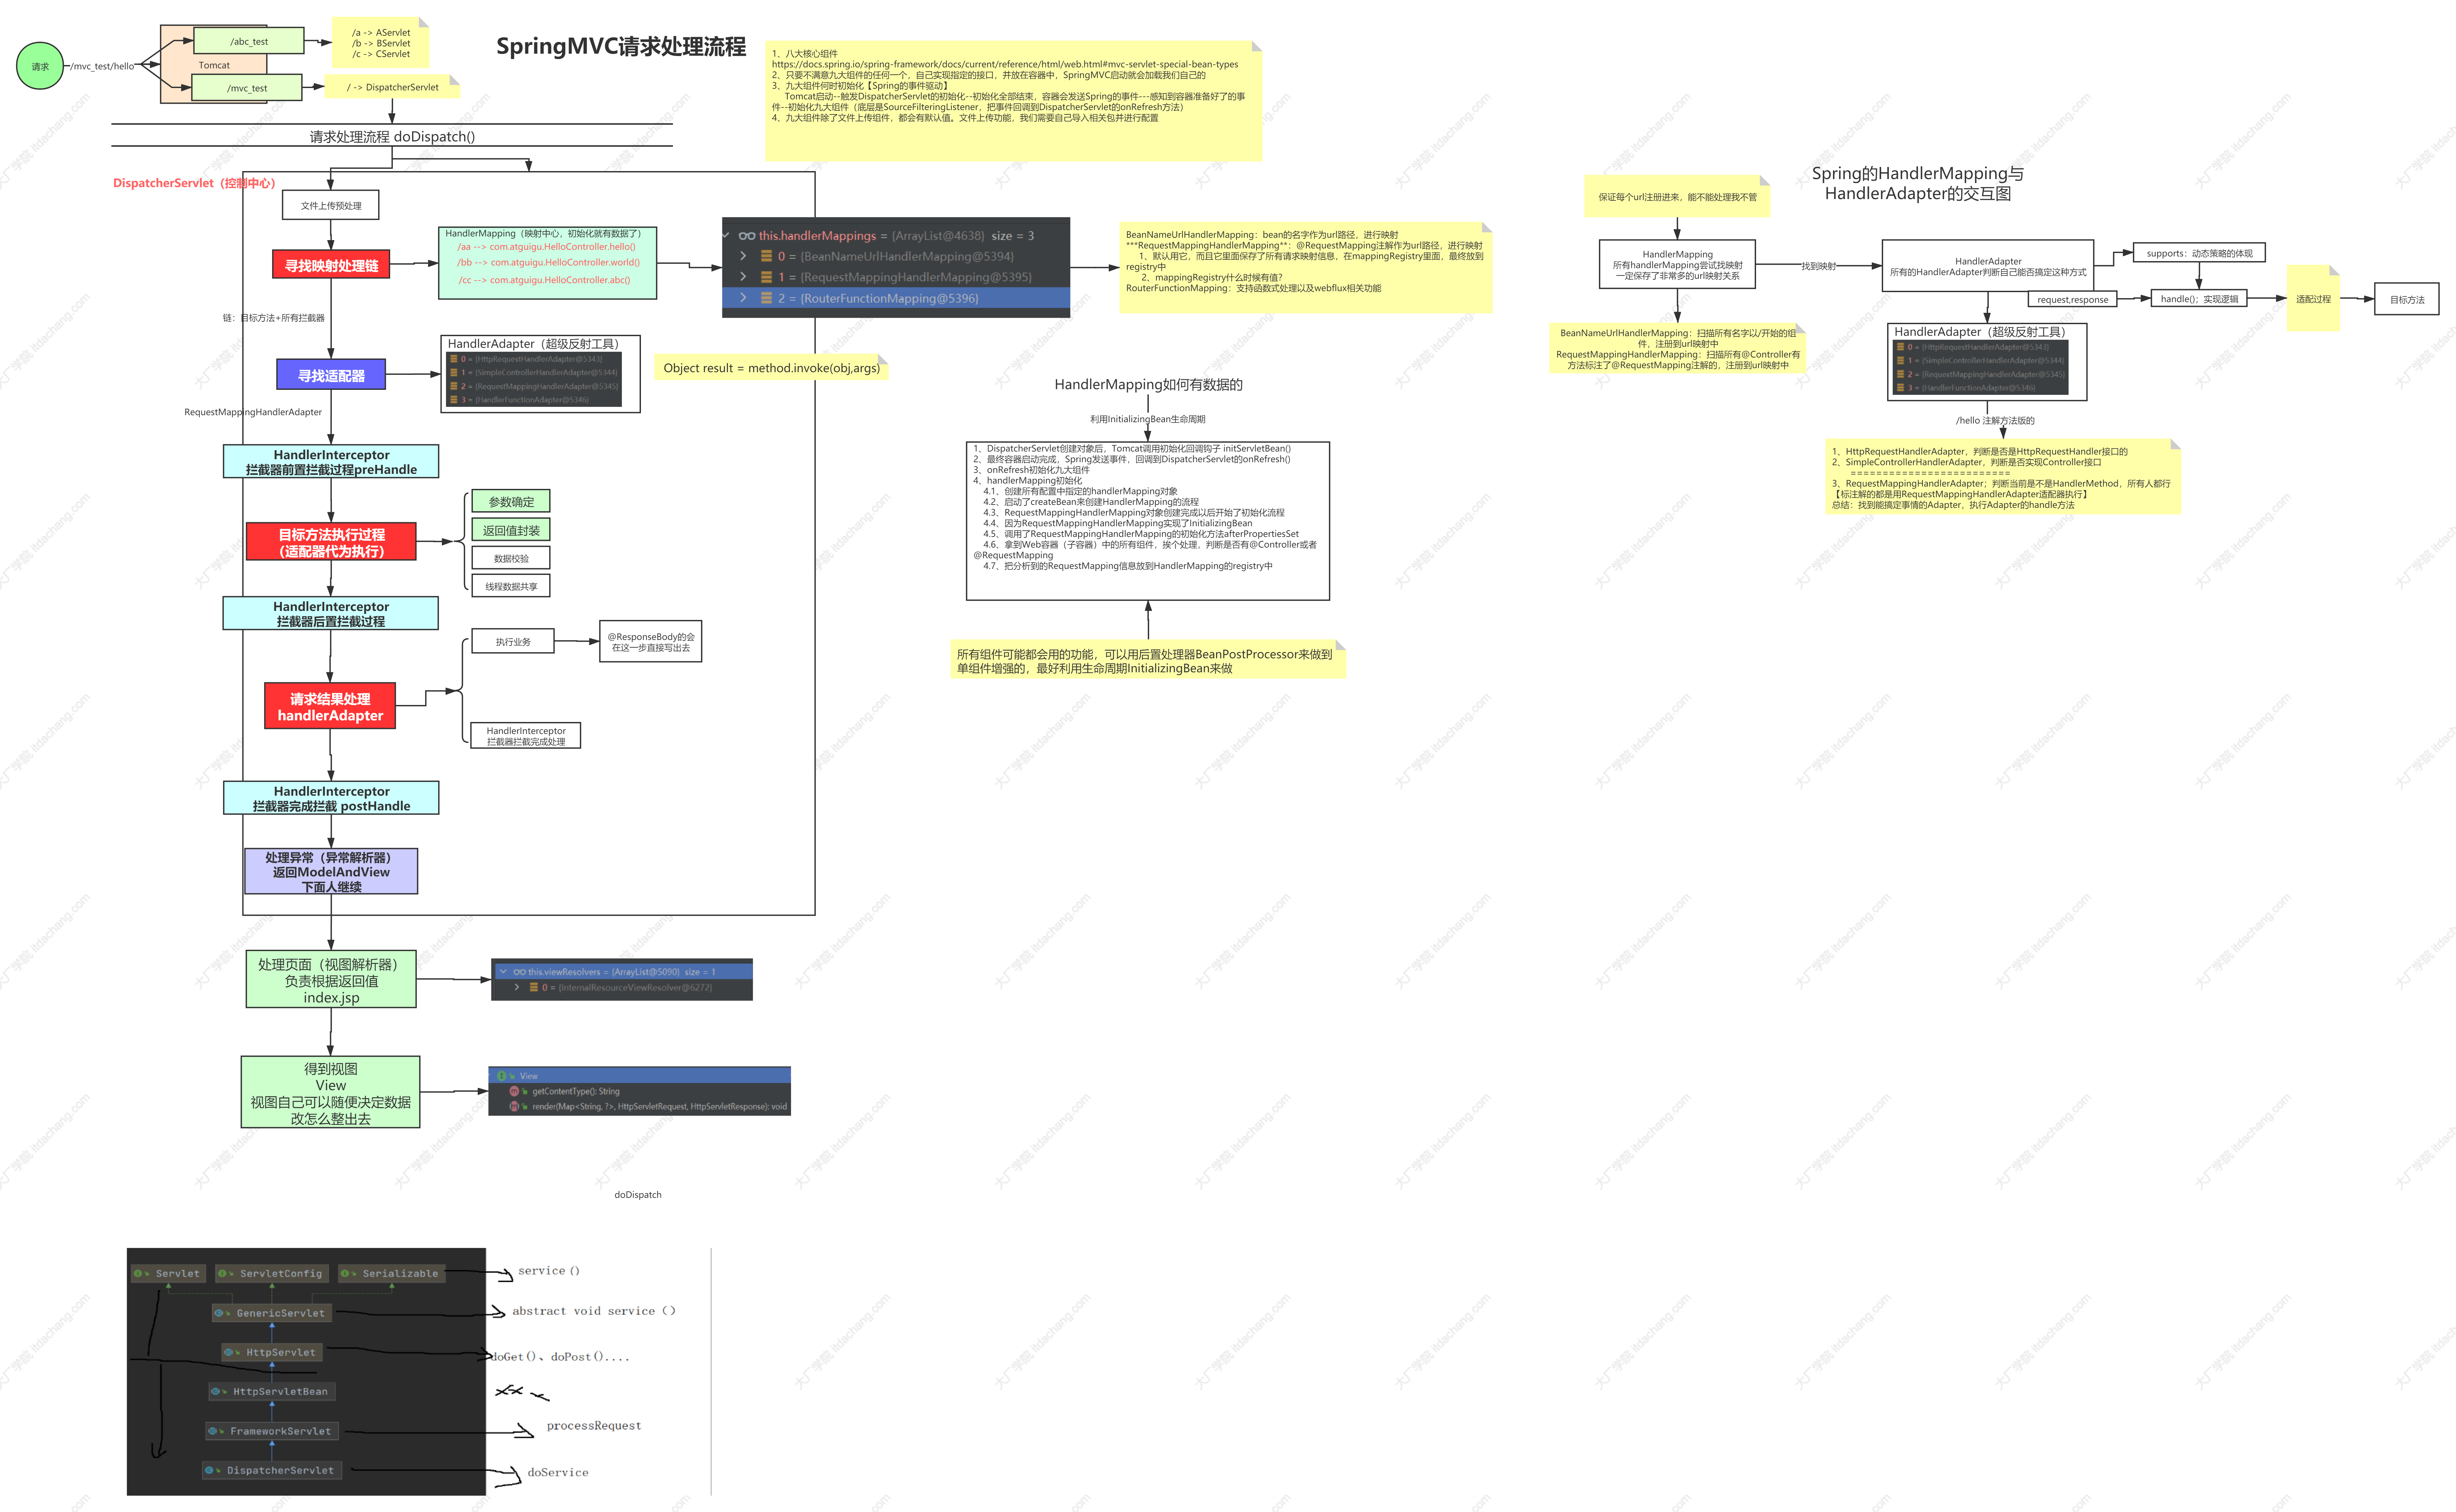 SpringMVC请求处理流程
请求
/mvc_test/hello
/abc_test
Tomcat
/mvc_test
/a -> AServlet
/b -> BServlet
/c -> CServlet
/ -> DispatcherServlet
1、八大核心组件
https://docs.spring.io/spring-framework/docs/current/reference/html/web.html#mvc-servlet-special-bean-types
2、只要不满意九大组件的任何一个，自己实现指定的接口，并放在容器中，SpringMVC启动就会加载我们自己的
3、九大组件何时初始化【Spring的事件驱动】
Tomcat启动--触发DispatcherServlet的初始化--初始化全部结束，容器会发送Spring的事件---感知到容器准备好了的事
件--初始化九大组件（底层是SourceFilteringListener，把事件回调到DispatcherServlet的onRefresh方法）
4、九大组件除了文件上传组件，都会有默认值。文件上传功能，我们需要自己导入相关包并进行配置
请求处理流程 doDispatch()
DispatcherServlet（控制中心）
文件上传预处理
寻找映射处理链
HandlerMapping（映射中心，初始化就有数据了）
/aa --> com.atguigu.HelloController.hello()
/bb --> com.atguigu.HelloController.world()
/cc --> com.atguigu.HelloController.abc()
this.handlerMappings = {ArrayList@4638} size = 3
0 = {BeanNameUrlHandlerMapping@5394}
1 = {RequestMappingHandlerMapping@5395}
2 = {RouterFunctionMapping@5396}
BeanNameUrlHandlerMapping：bean的名字作为url路径，进行映射
***RequestMappingHandlerMapping**：@RequestMapping注解作为url路径，进行映射
1、默认用它，而且它里面保存了所有请求映射信息，在mappingRegistry里面，最终放到
registry中
2、mappingRegistry什么时候有值?
RouterFunctionMapping：支持函数式处理以及webflux相关功能
链：目标方法+所有拦截器
寻找适配器
HandlerAdapter（超级反射工具）
0 = {HttpRequestHandlerAdapter@5343}
1 = {SimpleControllerHandlerAdapter@5344}
2 = {RequestMappingHandlerAdapter@5345}
3 = {HandlerFunctionAdapter@5346}
Object result = method.invoke(obj,args)
RequestMappingHandlerAdapter
HandlerInterceptor
拦截器前置拦截过程preHandle
目标方法执行过程
（适配器代为执行）
参数确定
返回值封装
数据校验
线程数据共享
HandlerInterceptor
拦截器后置拦截过程
请求结果处理
handlerAdapter
执行业务
@ResponseBody的会
在这一步直接写出去
HandlerInterceptor
拦截器拦截完成处理
HandlerInterceptor
拦截器完成拦截 postHandle
处理异常（异常解析器）
返回ModelAndView
下面人继续
处理页面（视图解析器）
负责根据返回值
index.jsp
this.viewResolvers = {ArrayList@5090} size = 1
0 = {InternalResourceViewResolver@6272}
得到视图
View
视图自己可以随便决定数据
改怎么整出去
View
getContentType(): String
render(Map<String, ?>, HttpServletRequest, HttpServletResponse): void
HandlerMapping如何有数据的
利用InitializingBean生命周期
1、DispatcherServlet创建对象后，Tomcat调用初始化回调钩子 initServletBean()
2、最终容器启动完成，Spring发送事件，回调到DispatcherServlet的onRefresh()
3、onRefresh初始化九大组件
4、handlerMapping初始化
4.1、创建所有配置中指定的handlerMapping对象
4.2、启动了createBean来创建HandlerMapping的流程
4.3、RequestMappingHandlerMapping对象创建完成以后开始了初始化流程
4.4、因为RequestMappingHandlerMapping实现了InitializingBean
4.5、调用了RequestMappingHandlerMapping的初始化方法afterPropertiesSet
4.6、拿到Web容器（子容器）中的所有组件，挨个处理，判断是否有@Controller或者
@RequestMapping
4.7、把分析到的RequestMapping信息放到HandlerMapping的registry中
所有组件可能都会用的功能，可以用后置处理器BeanPostProcessor来做到
单组件增强的，最好利用生命周期InitializingBean来做
Spring的HandlerMapping与
HandlerAdapter的交互图
保证每个url注册进来，能不能处理我不管
HandlerMapping
所有handlerMapping尝试找映射
一定保存了非常多的url映射关系
找到映射
HandlerAdapter
所有的HandlerAdapter判断自己能否搞定这种方式
supports：动态策略的体现
request,response
handle()；实现逻辑
适配过程
目标方法
BeanNameUrlHandlerMapping：扫描所有名字以/开始的组
件，注册到url映射中
RequestMappingHandlerMapping：扫描所有@Controller有
方法标注了@RequestMapping注解的，注册到url映射中
HandlerAdapter（超级反射工具）
0 = {HttpRequestHandlerAdapter@5343}
1 = {SimpleControllerHandlerAdapter@5344}
2 = {RequestMappingHandlerAdapter@5345}
3 = {HandlerFunctionAdapter@5346}
/hello 注解方法版的
1、HttpRequestHandlerAdapter，判断是否是HttpRequestHandler接口的
2、SimpleControllerHandlerAdapter，判断是否实现Controller接口
=========================
3、RequestMappingHandlerAdapter；判断当前是不是HandlerMethod，所有人都行
【标注解的都是用RequestMappingHandlerAdapter适配器执行】
总结：找到能搞定事情的Adapter，执行Adapter的handle方法
doDispatch
Servlet
ServletConfig
Serializable
service()
GenericServlet
abstract void service ()
HttpServlet
doGet()、doPost()....
HttpServletBean
FrameworkServlet
processRequest
DispatcherServlet
doService
大厂学院 itdachang.com